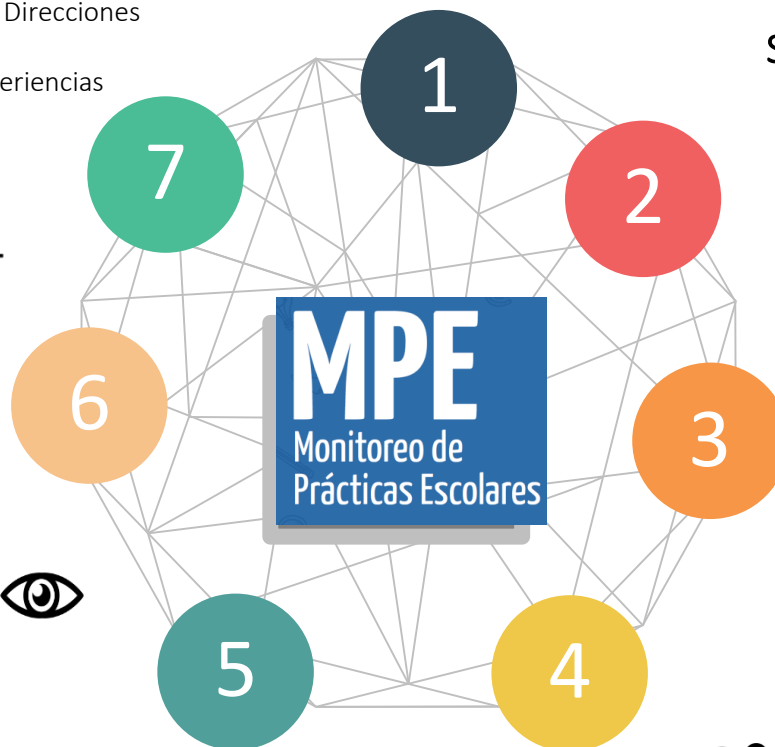 Direcciones
eriencias
S
1
2
3
4
5
6
7
MPE
Monitoreo de
Prácticas Escolares